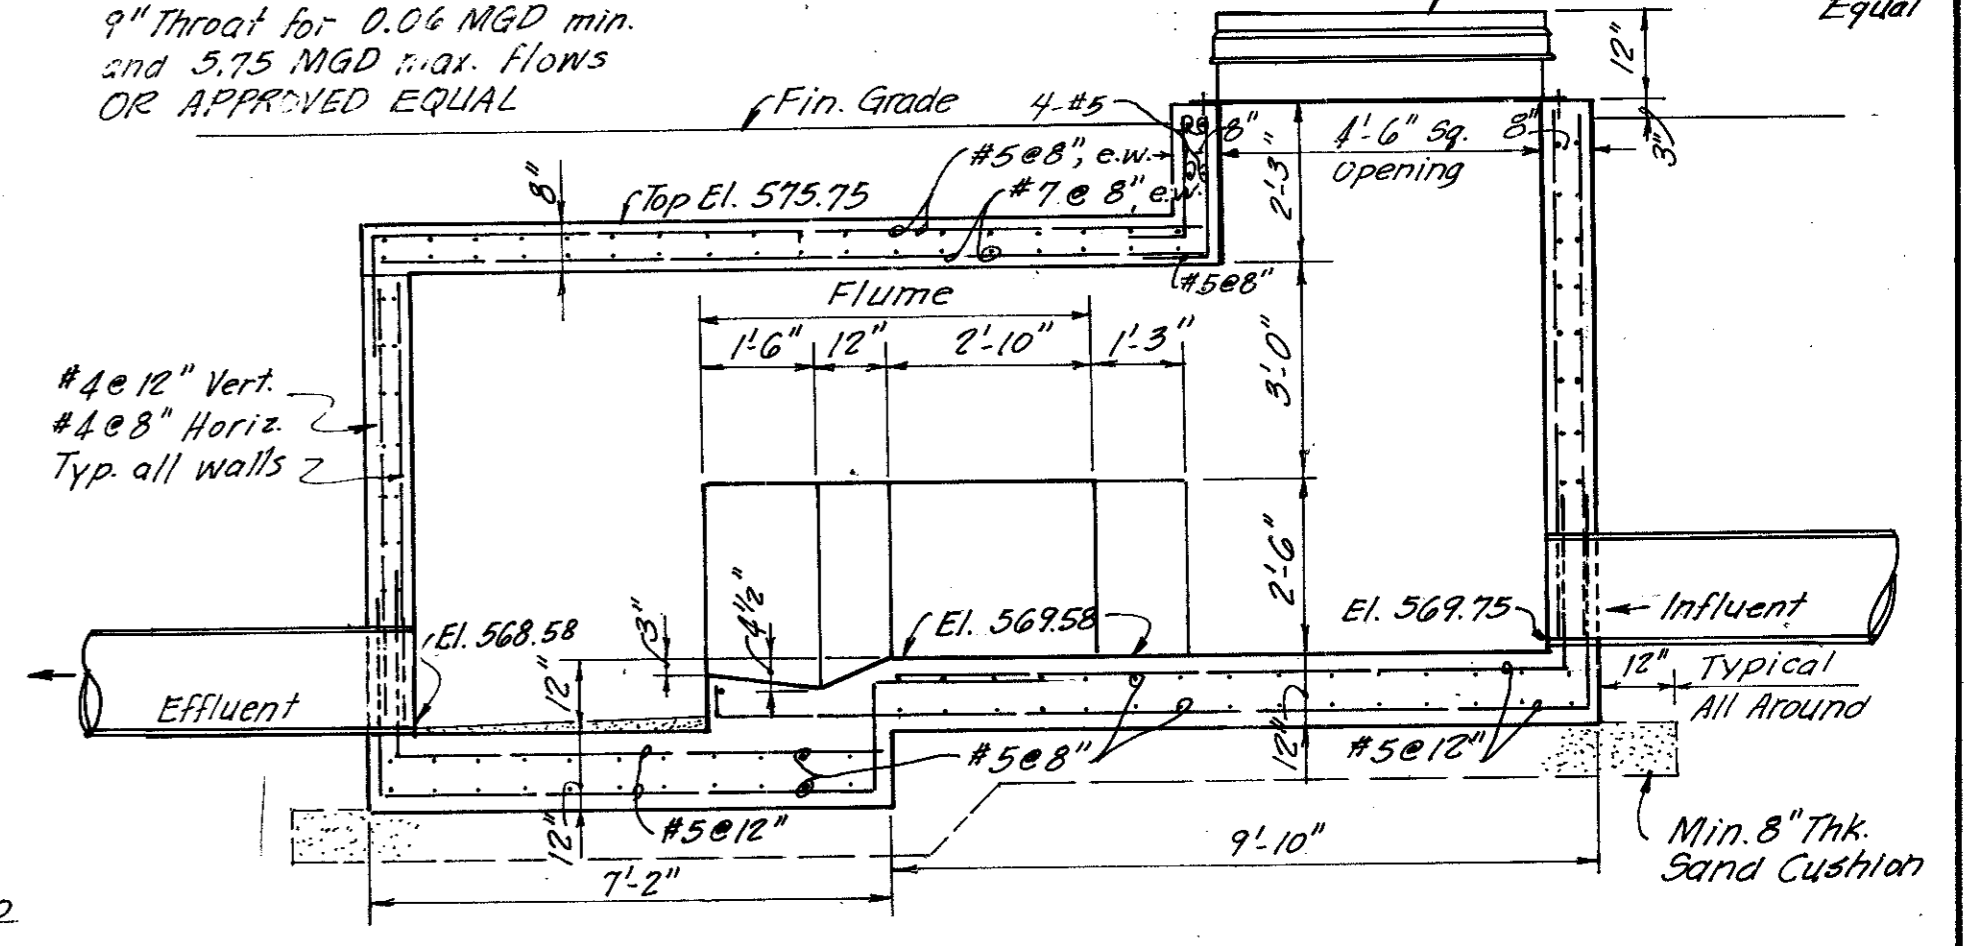 9" Throat for 0.06 MGD min.
and 5.75 MGD max. flows
OR APPROVED EQUAL
Equal
12"
Fin. Grade
4-#5
8"
4'-6" Sq.
Opening
8"
3"
#5@8", e.w.
#7@8", e.w.
2'-3"
8"
Top El. 575.75
#5@8"
Flume
1'-6"
12"
2'-10"
1'-3"
3'-0"
#4@12" Vert.
#4@8" Horiz.
Typ. all walls
2'-6"
3"
4½"
El. 568.58
El. 569.58
El. 569.75
Influent
12"
Effluent
12"
Typical
All Around
#5@8"
12"
#5@12"
12"
#5@12"
Min. 8" Thk.
Sand Cushion
9'-10"
7'-2"